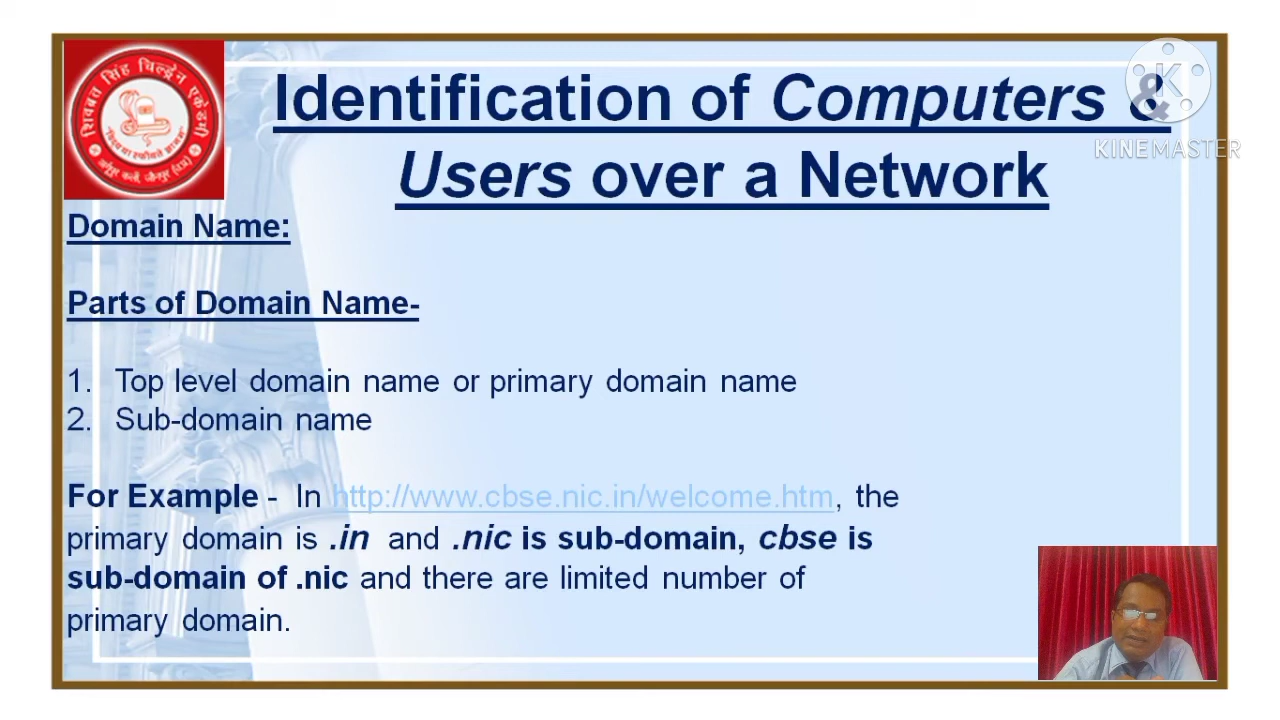 Identification of Computers &
Users over a Network
KINEMASTER
शिवबरत सिंह चिल्ड्रेन एकेडमी
Domain Name:
Parts of Domain Name-
1. Top level domain name or primary domain name
2. Sub-domain name
For Example - In http://www.cbse.nic.in/welcome.htm, the
primary domain is .in and .nic is sub-domain, cbse is
sub-domain of .nic and there are limited number of
primary domain.